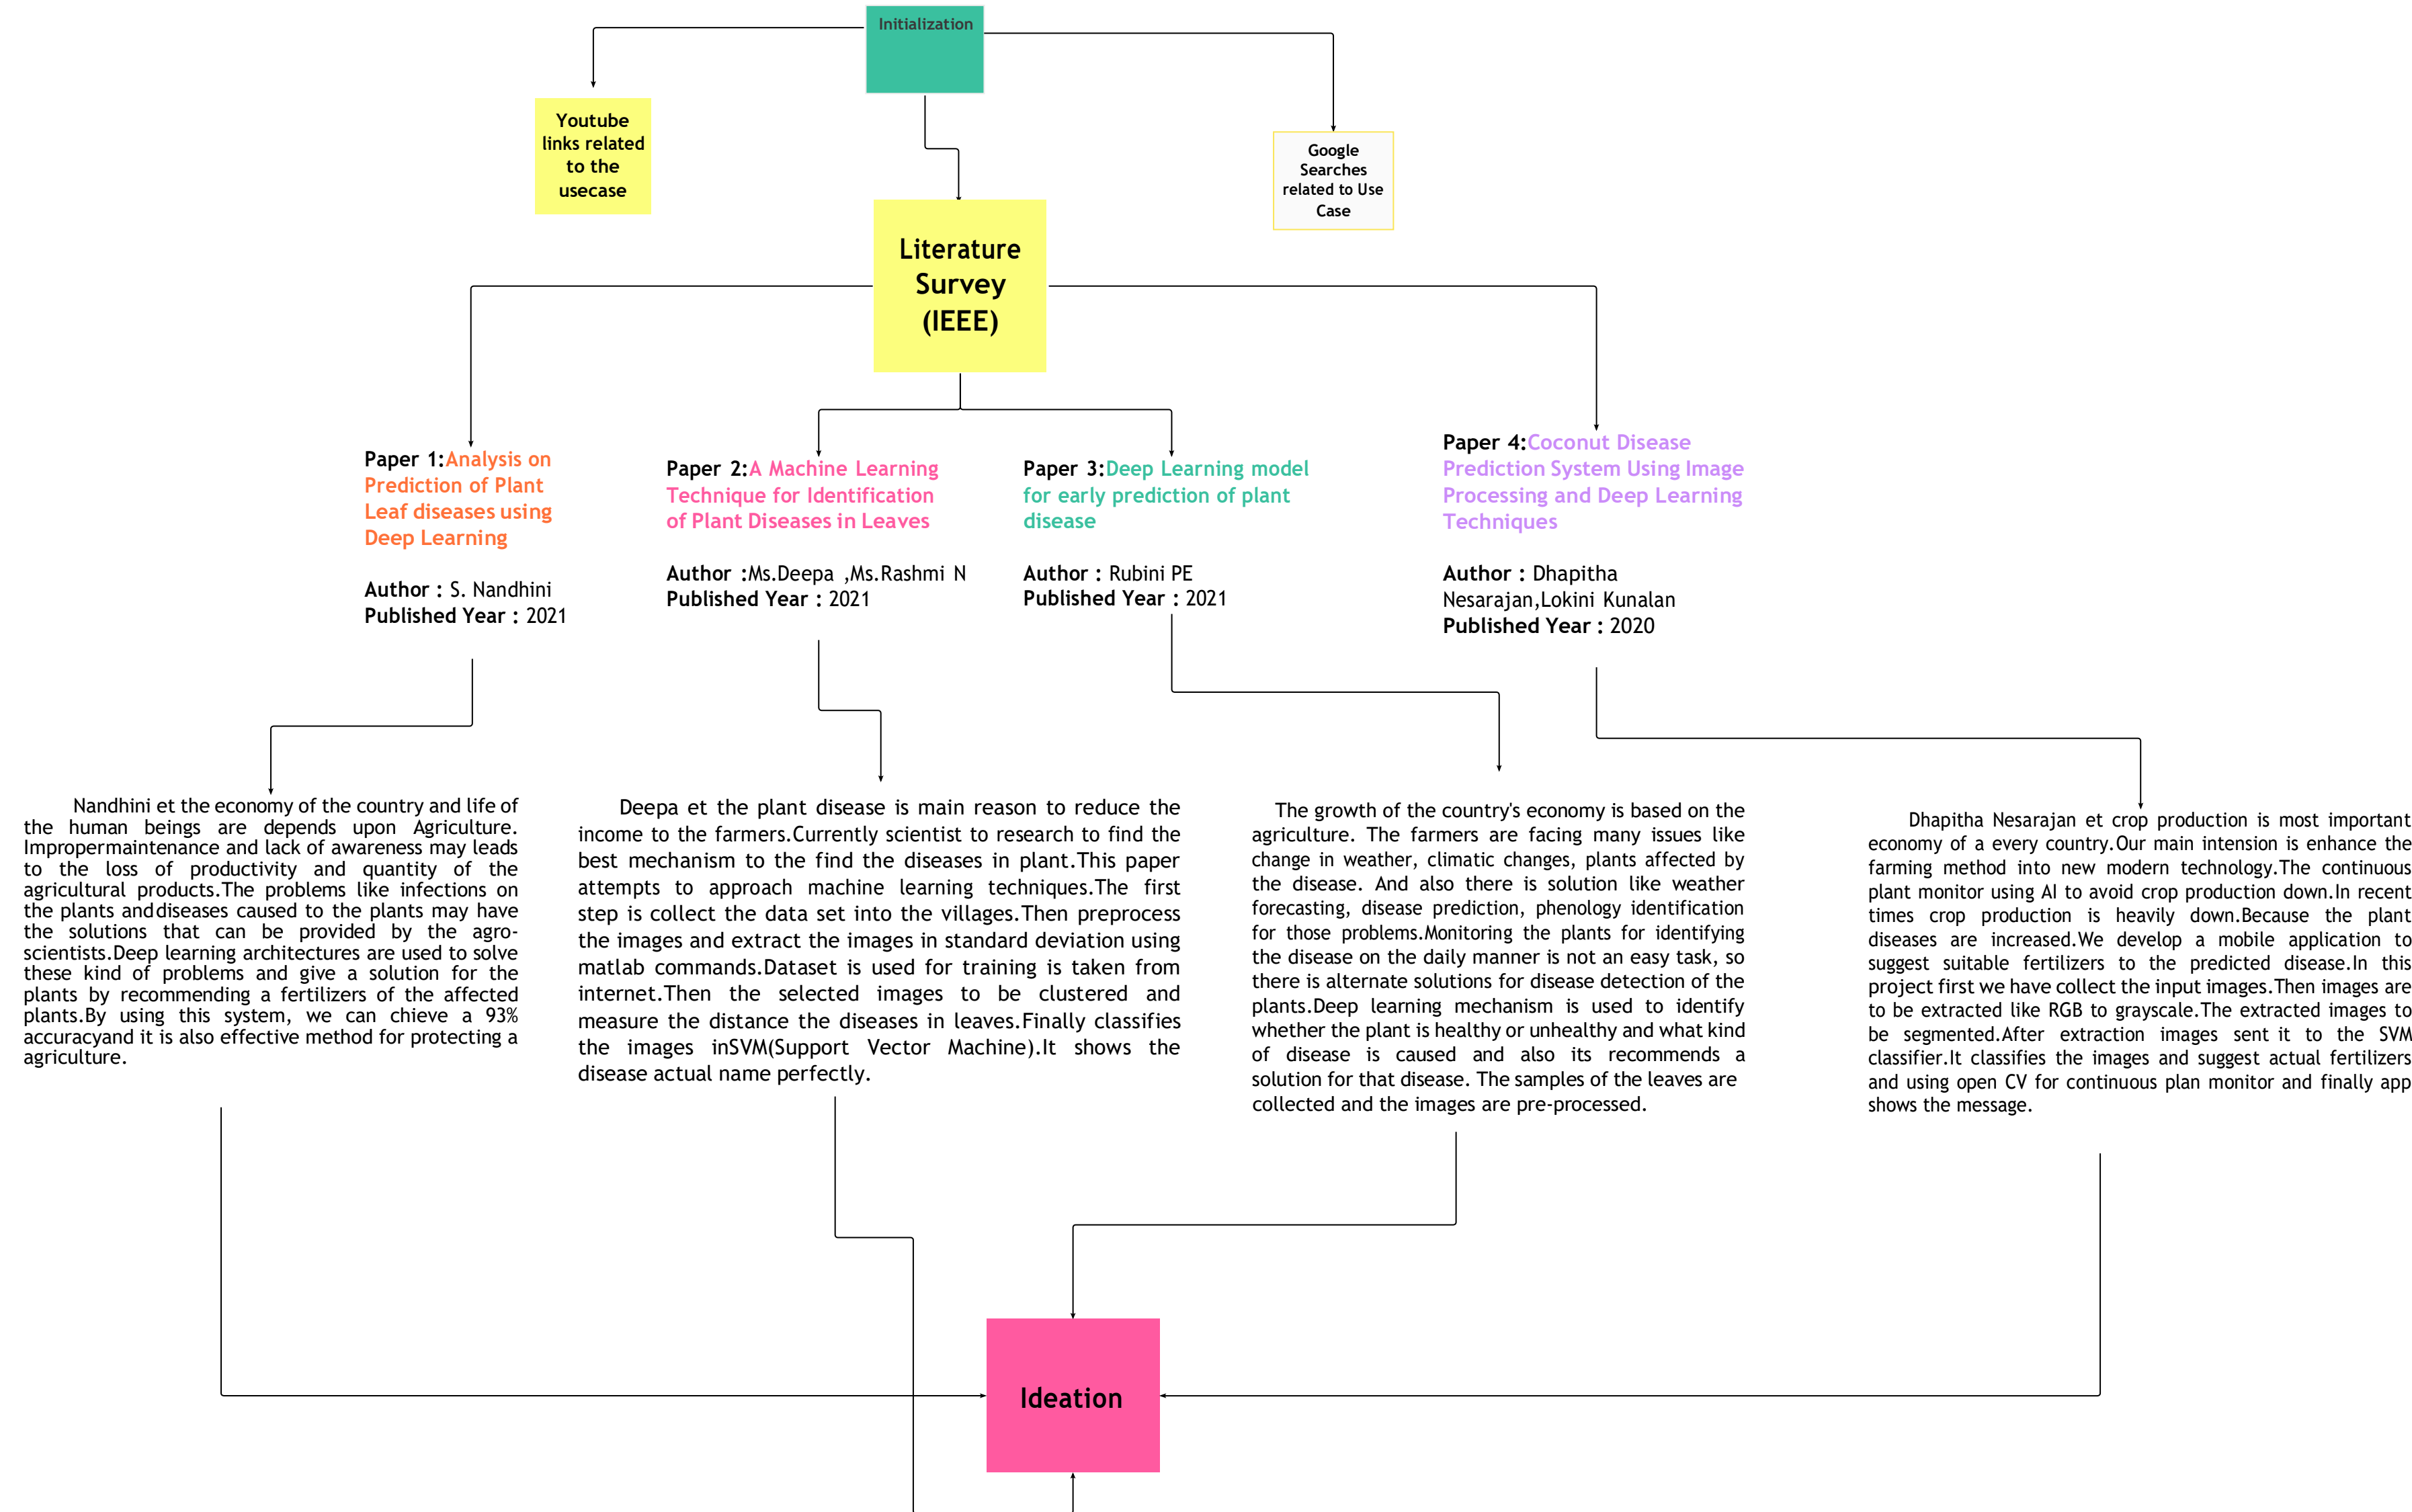 Initialization
Youtube
links related
to the
usecase
Google
Searches
related to Use
Case
Literature
Survey
(IEEE)
Paper 1:Analysis on
Prediction of Plant
Leaf diseases using
Deep Learning
Author : S. Nandhini
Published Year : 2021
Paper 2:A Machine Learning
Technique for Identification
of Plant Diseases in Leaves
Author :Ms.Deepa ,Ms.Rashmi N
Published Year : 2021
Paper 3:Deep Learning model
for early prediction of plant
disease
Author : Rubini PE
Published Year : 2021
Paper 4:Coconut Disease
Prediction System Using Image
Processing and Deep Learning
Techniques
Author : Dhapitha
Nesarajan,Lokini Kunalan
Published Year : 2020
Nandhini et the economy of the country and life of
the human beings are depends upon Agriculture.
Impropermaintenance and lack of awareness may leads
to the loss of productivity and quantity of the
agricultural products.The problems like infections on
the plants anddiseases caused to the plants may have
the solutions that can be provided by the agro-
scientists.Deep learning architectures are used to solve
these kind of problems and give a solution for the
plants by recommending a fertilizers of the affected
plants.By using this system, we can chieve a 93%
accuracyand it is also effective method for protecting a
agriculture.
Deepa et the plant disease is main reason to reduce the
income to the farmers.Currently scientist to research to find the
best mechanism to the find the diseases in plant.This paper
attempts to approach machine learning techniques.The first
step is collect the data set into the villages.Then preprocess
the images and extract the images in standard deviation using
matlab commands.Dataset is used for training is taken from
internet.Then the selected images to be clustered and
measure the distance the diseases in leaves.Finally classifies
the images inSVM(Support Vector Machine).It shows the
disease actual name perfectly.
The growth of the country's economy is based on the
agriculture. The farmers are facing many issues like
change in weather, climatic changes, plants affected by
the disease. And also there is solution like weather
forecasting, disease prediction, phenology identification
for those problems.Monitoring the plants for identifying
the disease on the daily manner is not an easy task, so
there is alternate solutions for disease detection of the
plants.Deep learning mechanism is used to identify
whether the plant is healthy or unhealthy and what kind
of disease is caused and also its recommends a
solution for that disease. The samples of the leaves are
collected and the images are pre-processed.
Dhapitha Nesarajan et crop production is most important
economy of a every country.Our main intension is enhance the
farming method into new modern technology.The continuous
plant monitor using AI to avoid crop production down.In recent
times crop production is heavily down.Because the plant
diseases are increased.We develop a mobile application to
suggest suitable fertilizers to the predicted disease.In this
project first we have collect the input images.Then images are
to be extracted like RGB to grayscale.The extracted images to
be segmented.After extraction images sent it to the SVM
classifier.It classifies the images and suggest actual fertilizers
and using open CV for continuous plan monitor and finally app
shows the message.
Ideation